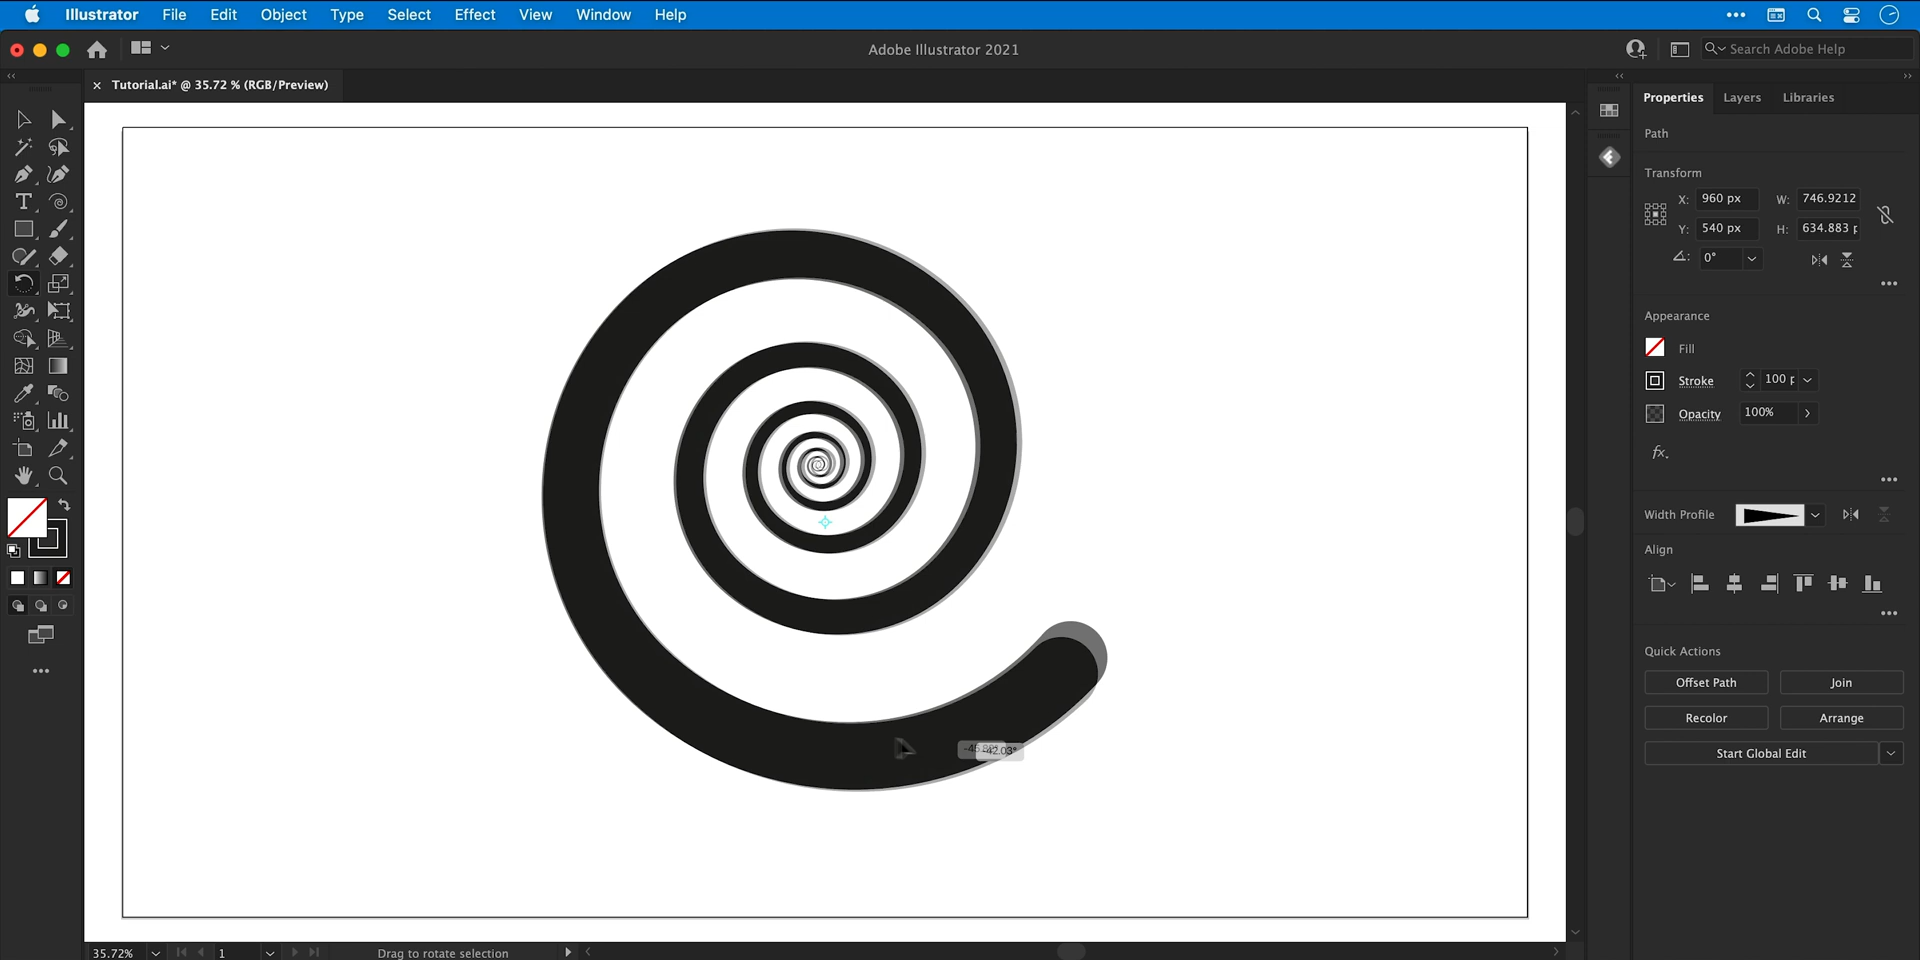 Illustrator File Edit Object Type Select Effect View Window Help
Adobe Illustrator 2021
Search Adobe Help
× Tutorial.ai* @ 35.72 % (RGB/Preview)
Properties Layers Libraries
Path
Transform
X: 960 px W: 746.9212
Y: 540 px H: 634.883 p
0°
Appearance
Fill
Stroke 100 p
Opacity 100%
fx.
Width Profile
Align
Quick Actions
Offset Path Join
Recolor Arrange
Start Global Edit
-42.03°
35.72% 1 Drag to rotate selection